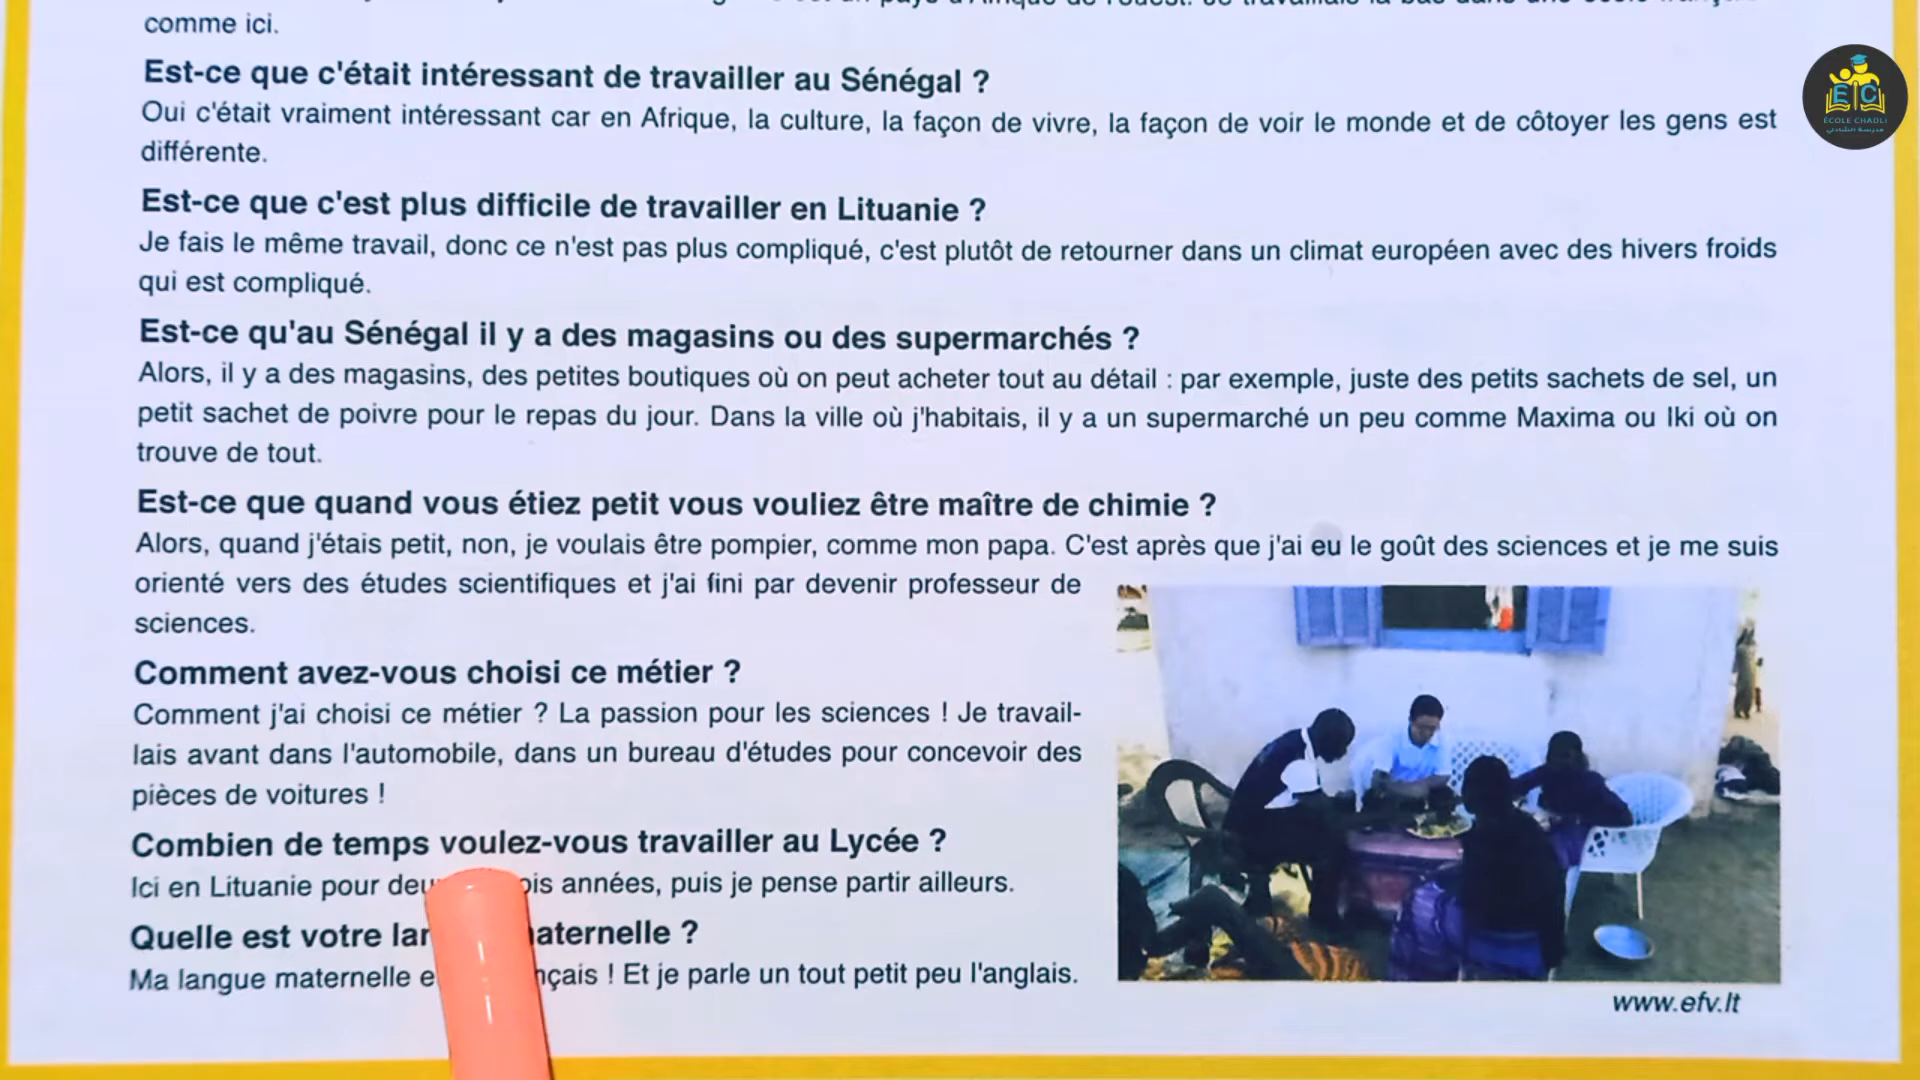 comme ici.
Est-ce que c'était intéressant de travailler au Sénégal ?
Oui c'était vraiment intéressant car en Afrique, la culture, la façon de vivre, la façon de voir le monde et de côtoyer les gens est
différente.
Est-ce que c'est plus difficile de travailler en Lituanie ?
Je fais le même travail, donc ce n'est pas plus compliqué, c'est plutôt de retourner dans un climat européen avec des hivers froids
qui est compliqué.
Est-ce qu'au Sénégal il y a des magasins ou des supermarchés ?
Alors, il y a des magasins, des petites boutiques où on peut acheter tout au détail : par exemple, juste des petits sachets de sel, un
petit sachet de poivre pour le repas du jour. Dans la ville où j'habitais, il y a un supermarché un peu comme Maxima ou Iki où on
trouve de tout.
Est-ce que quand vous étiez petit vous vouliez être maître de chimie ?
Alors, quand j'étais petit, non, je voulais être pompier, comme mon papa. C'est après que j'ai eu le goût des sciences et je me suis
orienté vers des études scientifiques et j'ai fini par devenir professeur de
sciences.
Comment avez-vous choisi ce métier ?
Comment j'ai choisi ce métier ? La passion pour les sciences ! Je travail-
lais avant dans l'automobile, dans un bureau d'études pour concevoir des
pièces de voitures !
Combien de temps voulez-vous travailler au Lycée ?
Ici en Lituanie pour années, puis je pense partir ailleurs.
Quelle est votre ?
Ma langue maternelle ! Et je parle un tout petit peu l'anglais.
www.efv.lt
EC
ÉCOLE CHADLI
مدرسة الشاذلي